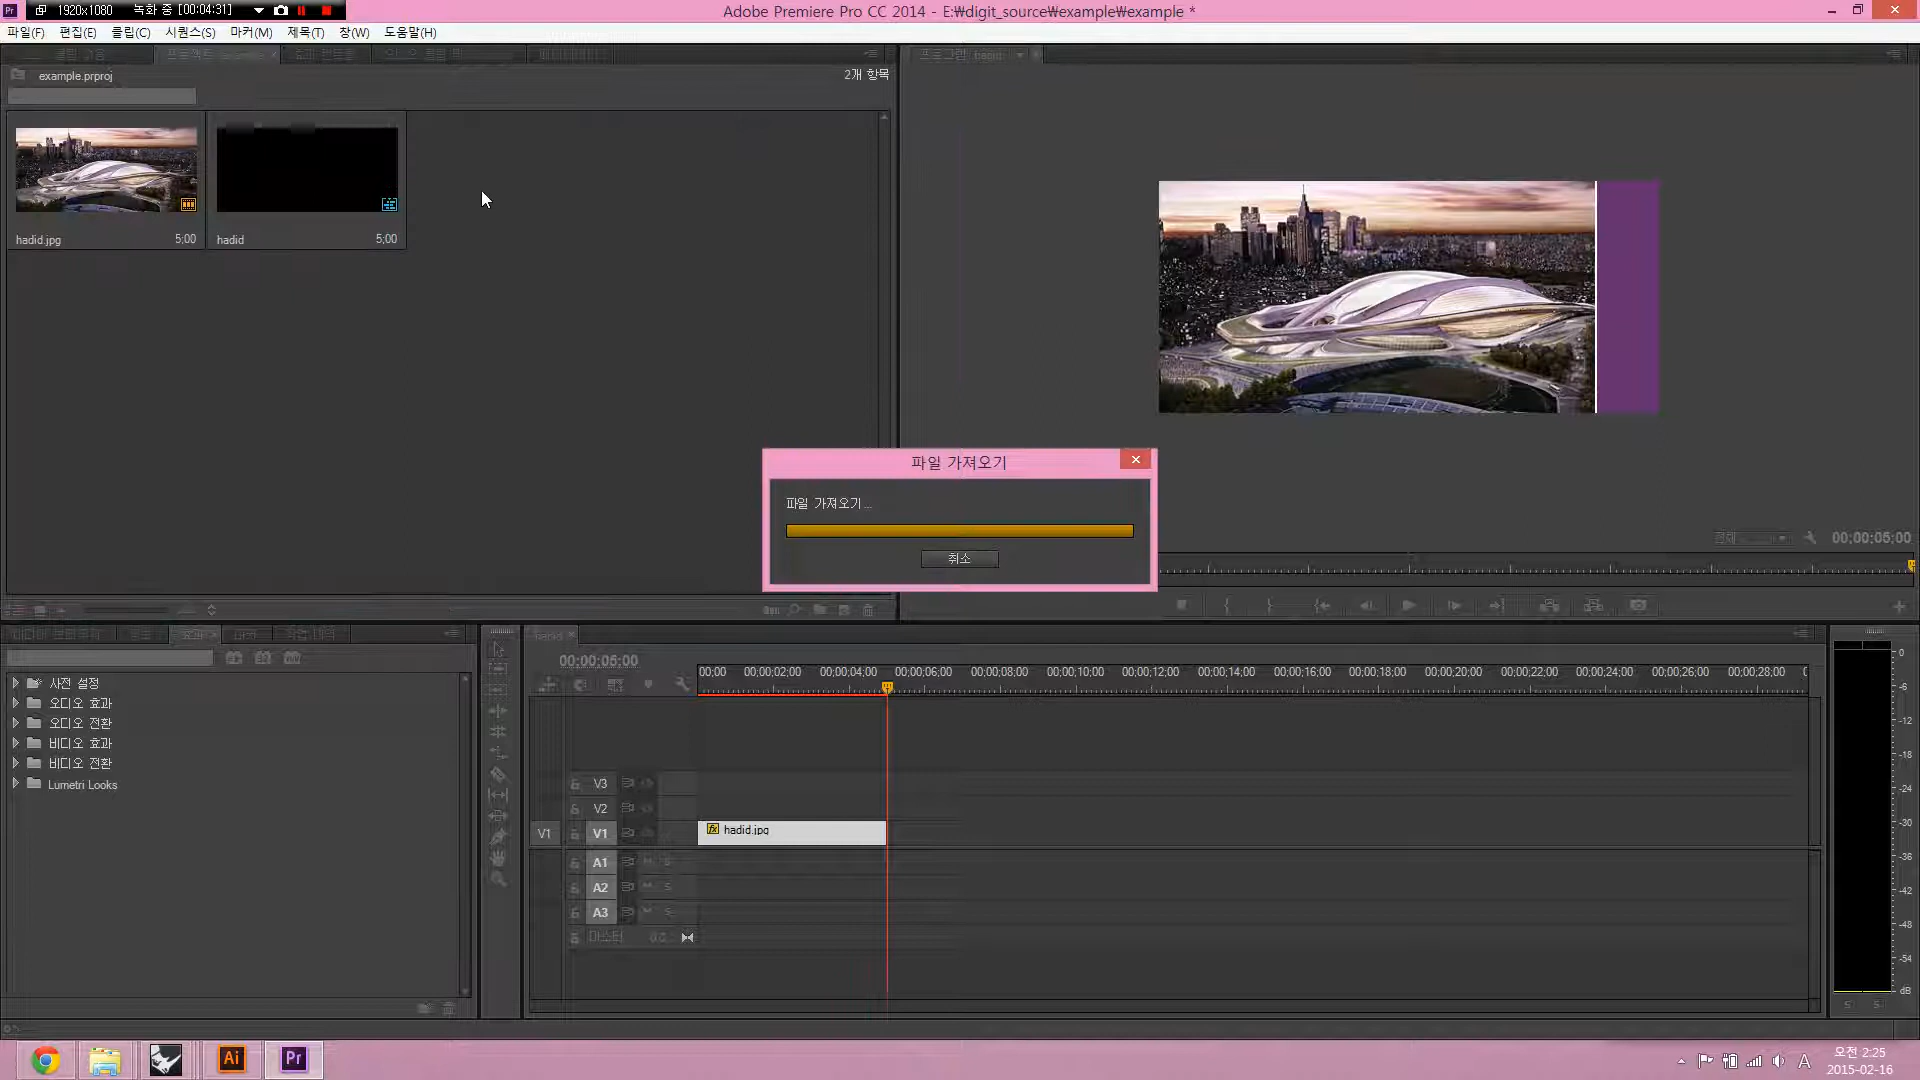 1920x1080 녹화 중 [00:04:31]
Adobe Premiere Pro CC 2014 - E:₩digit_source₩example₩example *
파일(F) 편집(E) 클립(C) 시퀀스(S) 마커(M) 제목(T) 창(W) 도움말(H)
example.prproj
2개 항목
hadid.jpg 5;00
hadid 5;00
파일 가져오기
파일 가져오기...
취소
00;00;05;00
00;00;05;00
00;00 00;00;02;00 00;00;04;00 00;00;06;00 00;00;08;00 00;00;10;00 00;00;12;00 00;00;14;00 00;00;16;00 00;00;18;00 00;00;20;00 00;00;22;00 00;00;24;00 00;00;26;00 00;00;28;00
사전 설정
오디오 효과
오디오 전환
비디오 효과
비디오 전환
Lumetri Looks
V3
V2
V1 V1 fx hadid.jpg
A1 M S
A2 M S
A3 M S
마스터 0.0
0
-6
-12
-18
-24
-30
-36
-42
-48
-54
dB
S S
Ai Pr
A
오전 2:25
2015-02-16